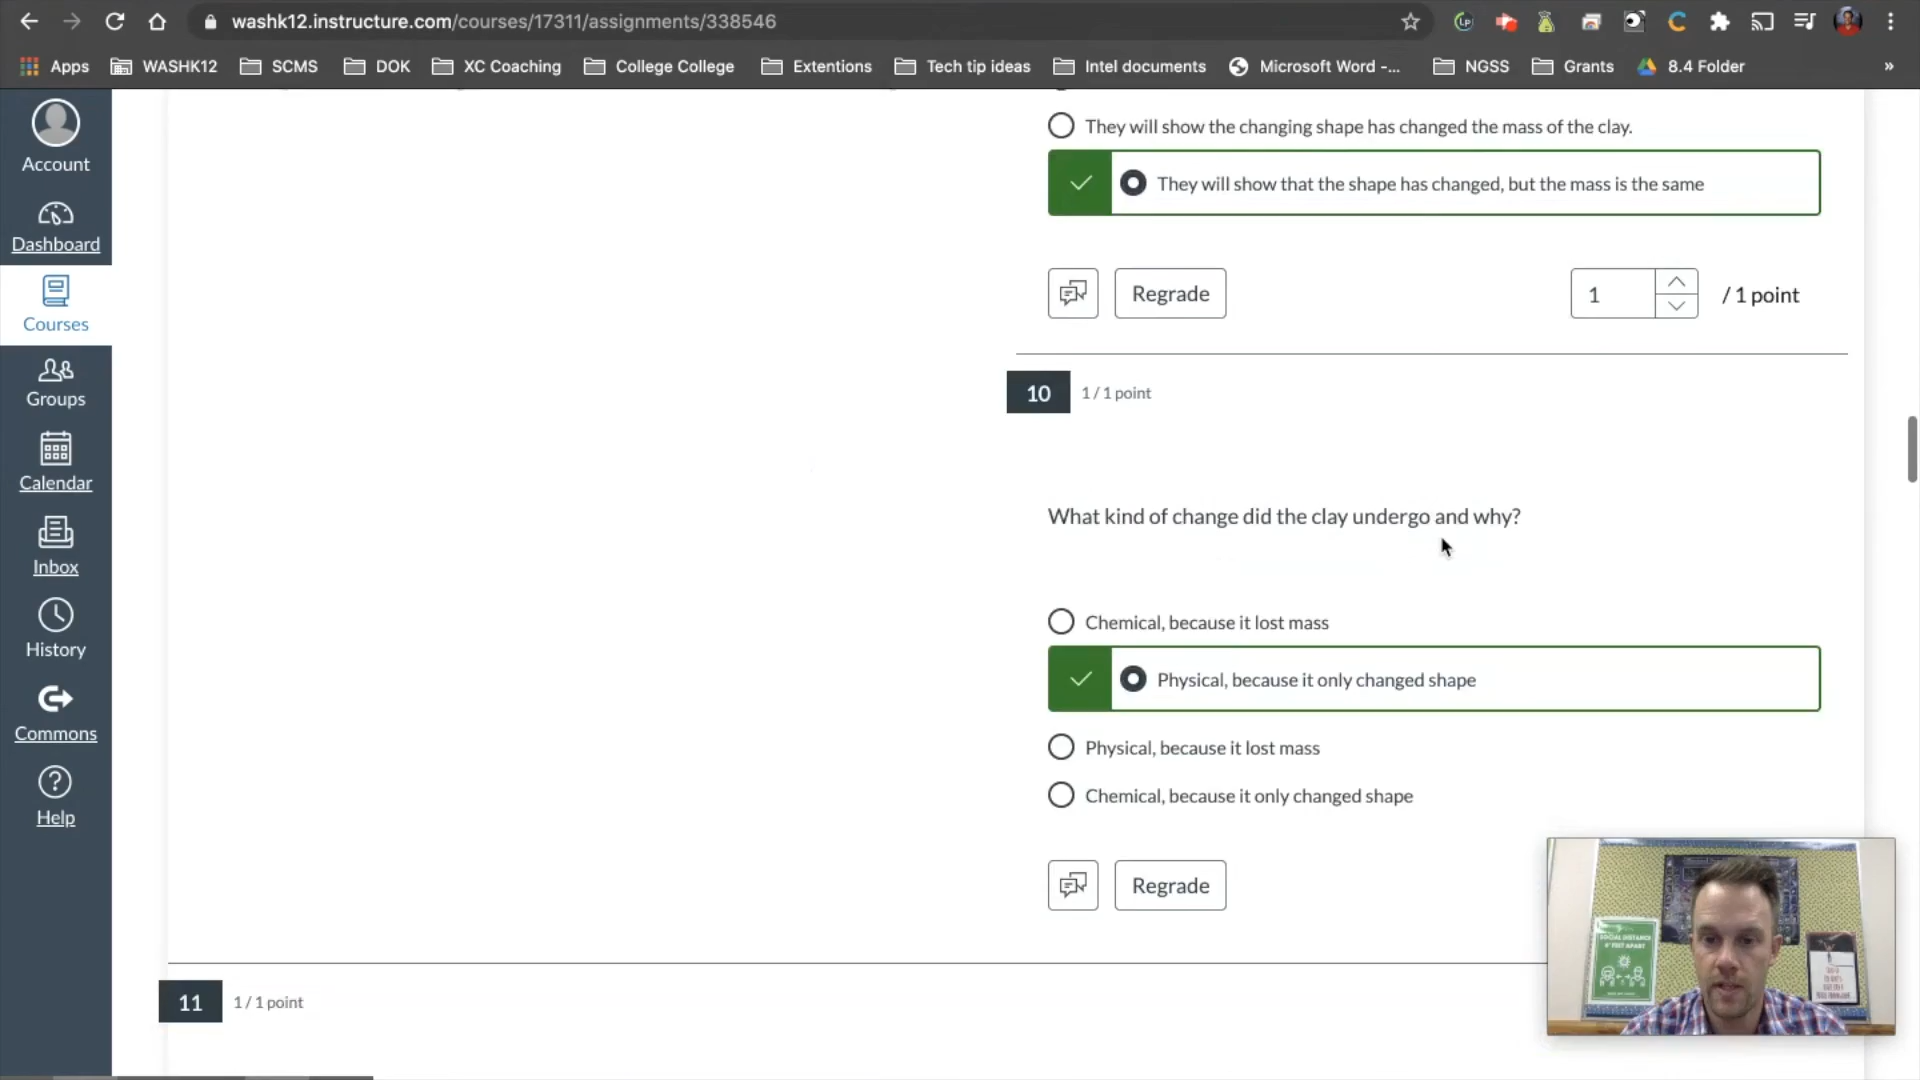 washk12.instructure.com/courses/17311/assignments/338546
Apps WASHK12 SCMS DOK XC Coaching College College Extentions Tech tip ideas Intel documents Microsoft Word -... NGSS Grants 8.4 Folder »
Account
Dashboard
Courses
Groups
Calendar
Inbox
History
Commons
Help
They will show the changing shape has changed the mass of the clay.
They will show that the shape has changed, but the mass is the same
Regrade
1 / 1 point
10 1 / 1 point
What kind of change did the clay undergo and why?
Chemical, because it lost mass
Physical, because it only changed shape
Physical, because it lost mass
Chemical, because it only changed shape
Regrade
11 1 / 1 point
SOCIAL DISTANCE
6 FEET APART